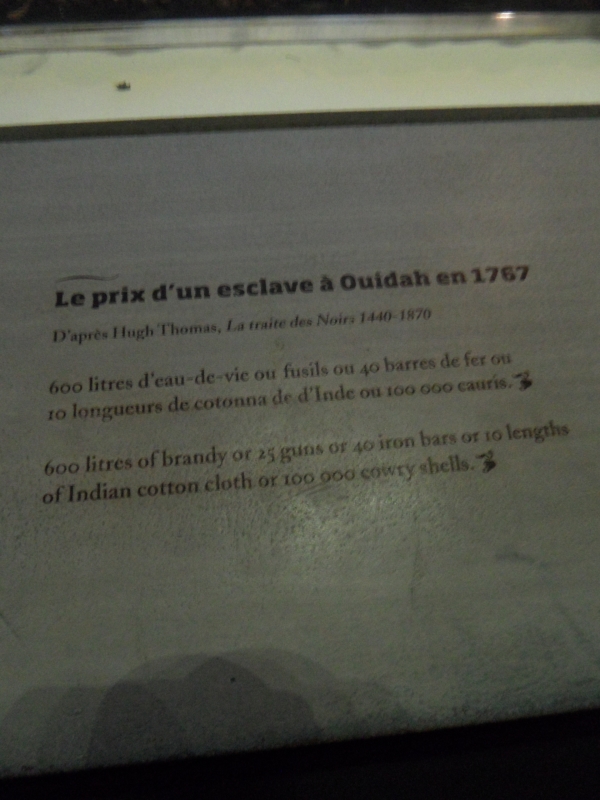 Le prix d'un esclave à Ouidah en 1767
D'après Hugh Thomas, La traite des Noirs 1440-1870
600 litres d'eau-de-vie ou fusils ou 40 barres de fer ou
10 longueurs de cotonna de d'Inde ou 100 000 cauris.
600 litres of brandy or 25 guns or 40 iron bars or 10 lengths
of Indian cotton cloth or 100 000 cowry shells.